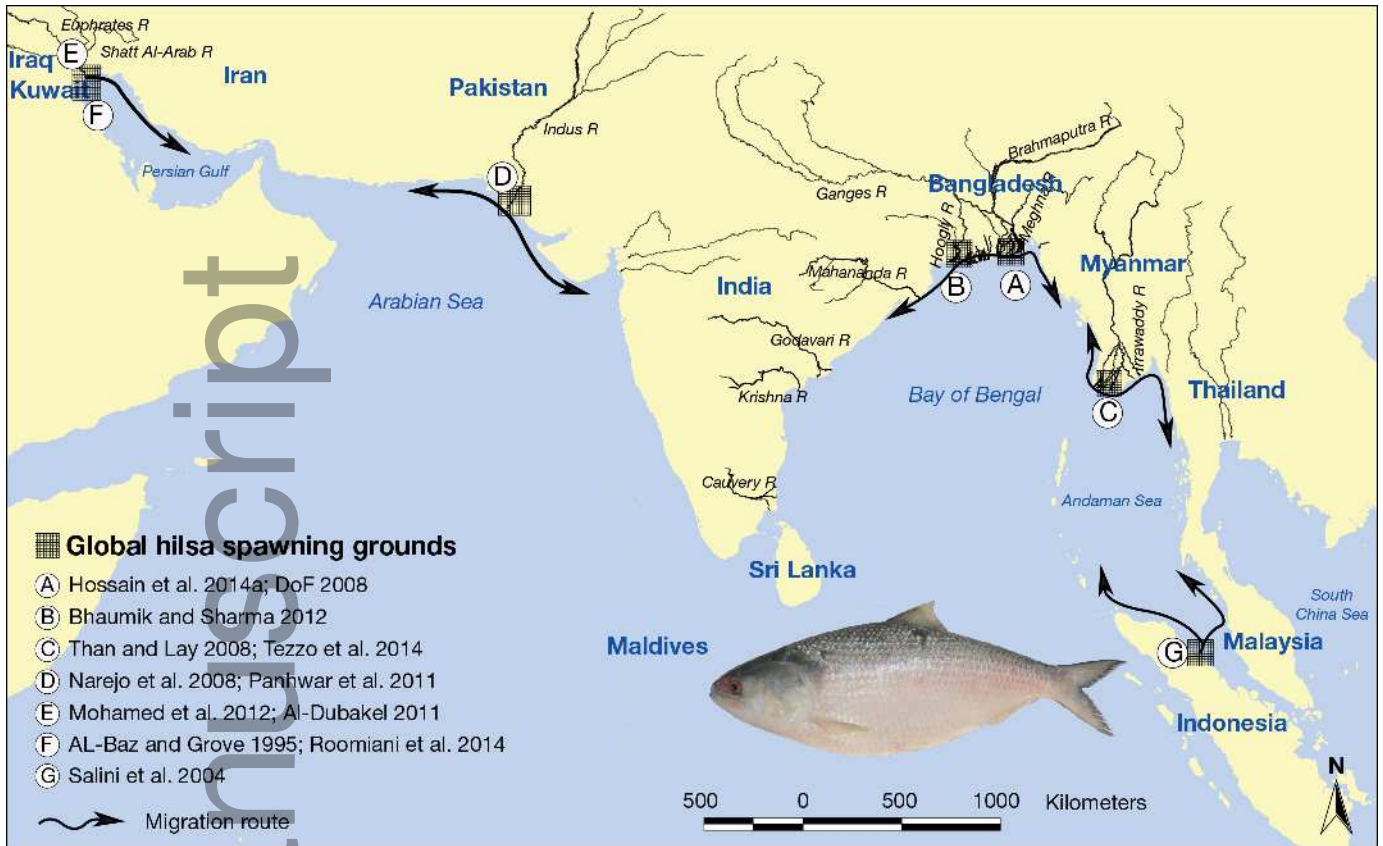 Euphrates R
E
Shatt Al-Arab R
Iraq
Kuwait
F
Iran
Persian Gulf
Pakistan
Indus R
D
Arabian Sea
Ganges R
Brahmaputra R
Bangladesh
Meghna R
Hoogly R
B
A
Mahananda R
India
Godavari R
Krishna R
Cauvery R
Myanmar
Irrawaddy R
C
Thailand
Bay of Bengal
Andaman Sea
Sri Lanka
Maldives
South
China Sea
G
Malaysia
Indonesia
Global hilsa spawning grounds
A Hossain et al. 2014a; DoF 2008
B Bhaumik and Sharma 2012
C Than and Lay 2008; Tezzo et al. 2014
D Narejo et al. 2008; Panhwar et al. 2011
E Mohamed et al. 2012; Al-Dubakel 2011
F AL-Baz and Grove 1995; Roomiani et al. 2014
G Salini et al. 2004
Migration route
500 0 500 1000 Kilometers
N
nuscript